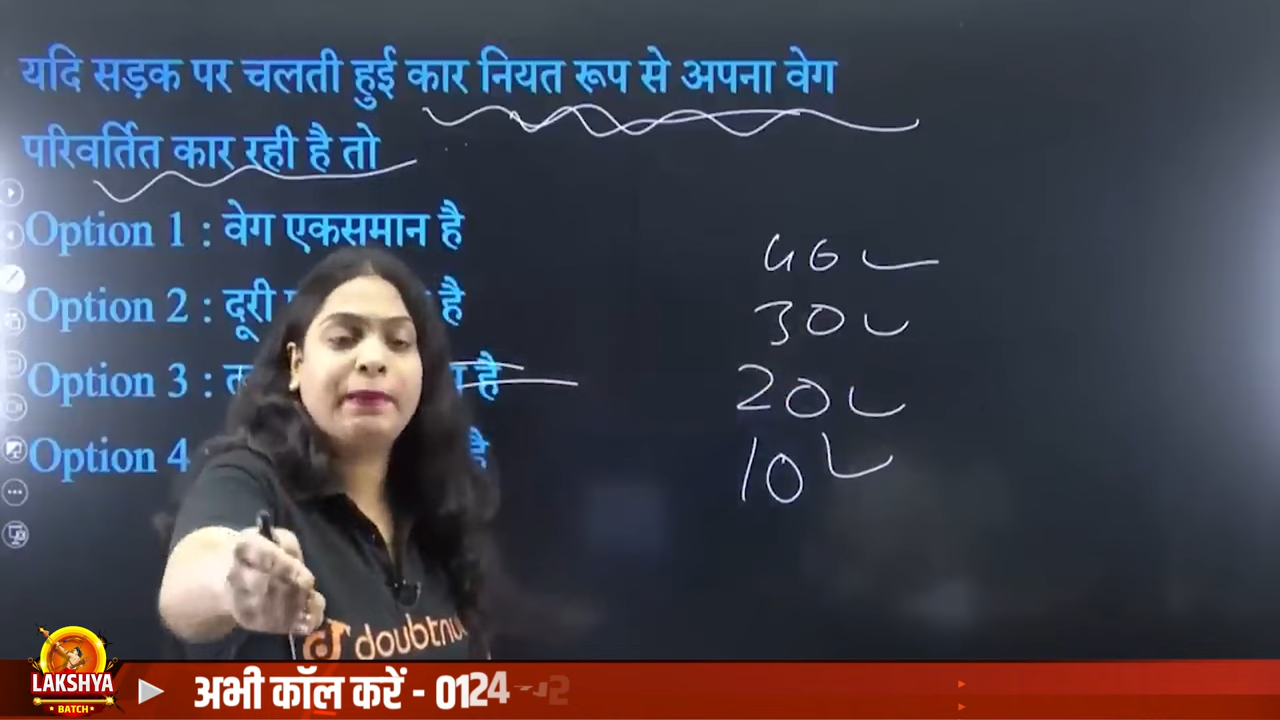 यदि सड़क पर चलती हुई कार नियत रूप से अपना वेग
परिवर्तित कार रही है तो
Option 1 : वेग एकसमान है
Option 2 : दूरी है
Option 3 : है
Option 4 है
40
30
20
10
doubtnu
LAKSHYA
BATCH
अभी कॉल करें - 0124